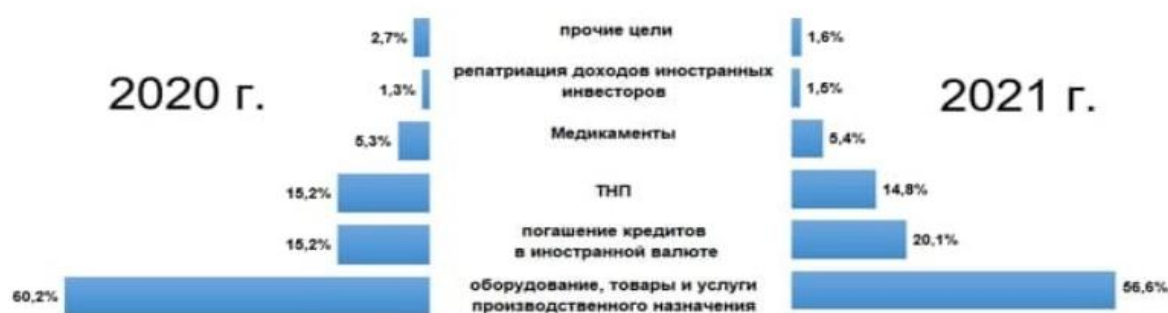 прочие цели
2,7%
1,6%
репатриация доходов иностранных
инвесторов
1,3%
1,5%
2020 г.
2021 г.
Медикаменты
5,3%
5,4%
ТНП
15,2%
14,8%
погашение кредитов
в иностранной валюте
15,2%
20,1%
оборудование, товары и услуги
производственного назначения
60,2%
56,6%